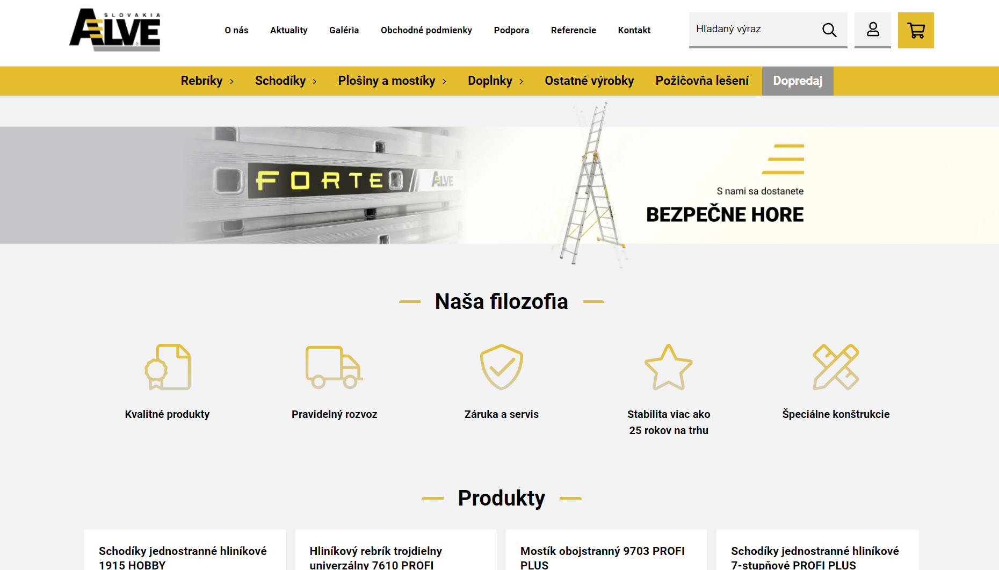 SLOVAKIA
ALVE
O nás
Aktuality
Galéria
Obchodné podmienky
Podpora
Referencie
Kontakt
Hľadaný výraz
Rebríky
Schodíky
Plošiny a mostíky
Doplnky
Ostatné výrobky
Požičovňa lešení
Dopredaj
FORTE
ALVE
S nami sa dostanete
BEZPEČNE HORE
Naša filozofia
Kvalitné produkty
Pravidelný rozvoz
Záruka a servis
Stabilita viac ako
25 rokov na trhu
Špeciálne konštrukcie
Produkty
Schodíky jednostranné hliníkové
1915 HOBBY
Hliníkový rebrík trojdielny
univerzálny 7610 PROFI
Mostík obojstranný 9703 PROFI
PLUS
Schodíky jednostranné hliníkové
7-stupňové PROFI PLUS